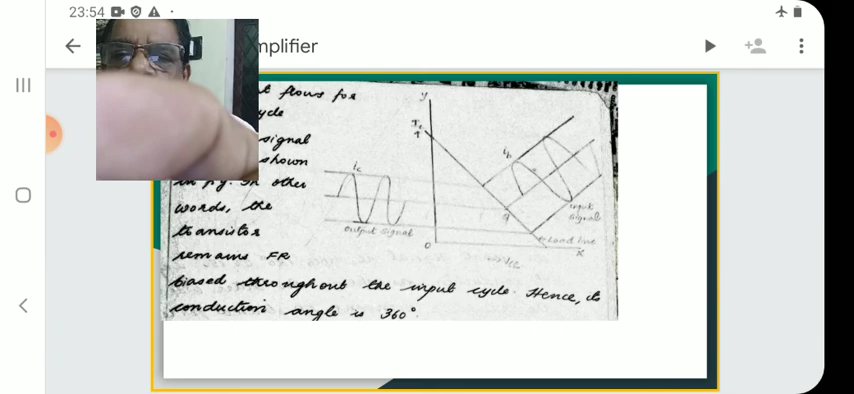 23:54
mplifier
t flows for
ycle
signal
shown
in fig. In other
words, the
transistor
remains FR
biased throughout the input cycle. Hence, its
conduction angle is 360°.
y
Ic
ic
output signal
ib
Q
input
signal
Load line
O
x